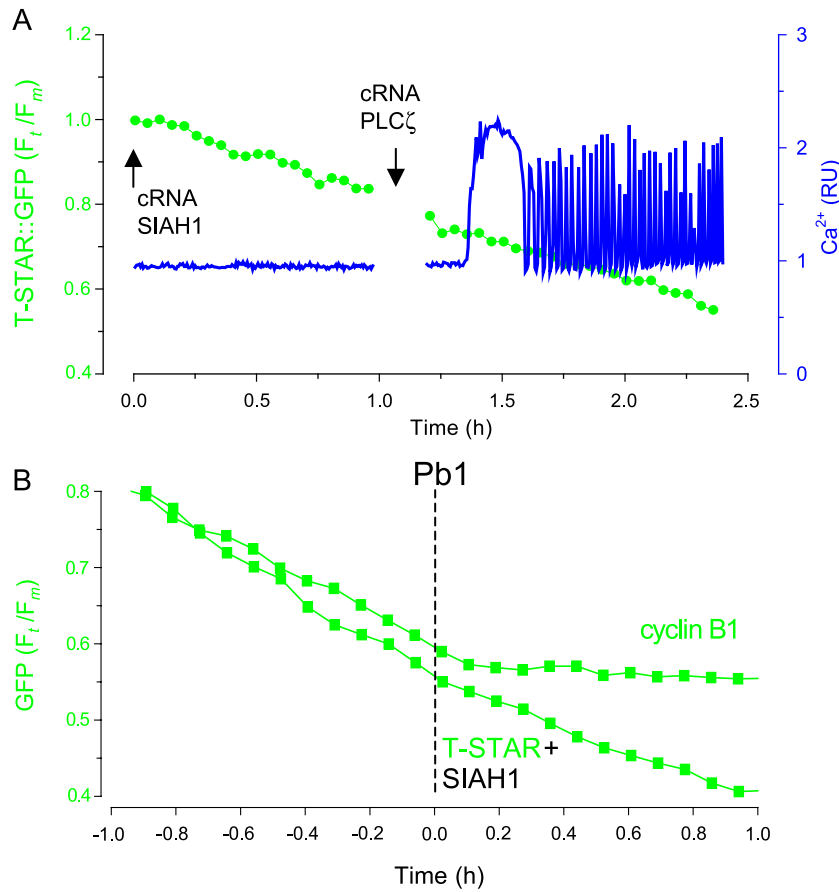 A
T-STAR::GFP (Ft /Fm)
1.2
1.0
0.8
0.6
0.4
cRNA
SIAH1
cRNA
PLCζ
3
2
1
0
Ca2+ (RU)
0.0
0.5
1.0
1.5
2.0
2.5
Time (h)
B
Pb1
GFP (Ft /Fm)
0.8
0.7
0.6
0.5
0.4
cyclin B1
T-STAR+
SIAH1
-1.0
-0.8
-0.6
-0.4
-0.2
0.0
0.2
0.4
0.6
0.8
1.0
Time (h)